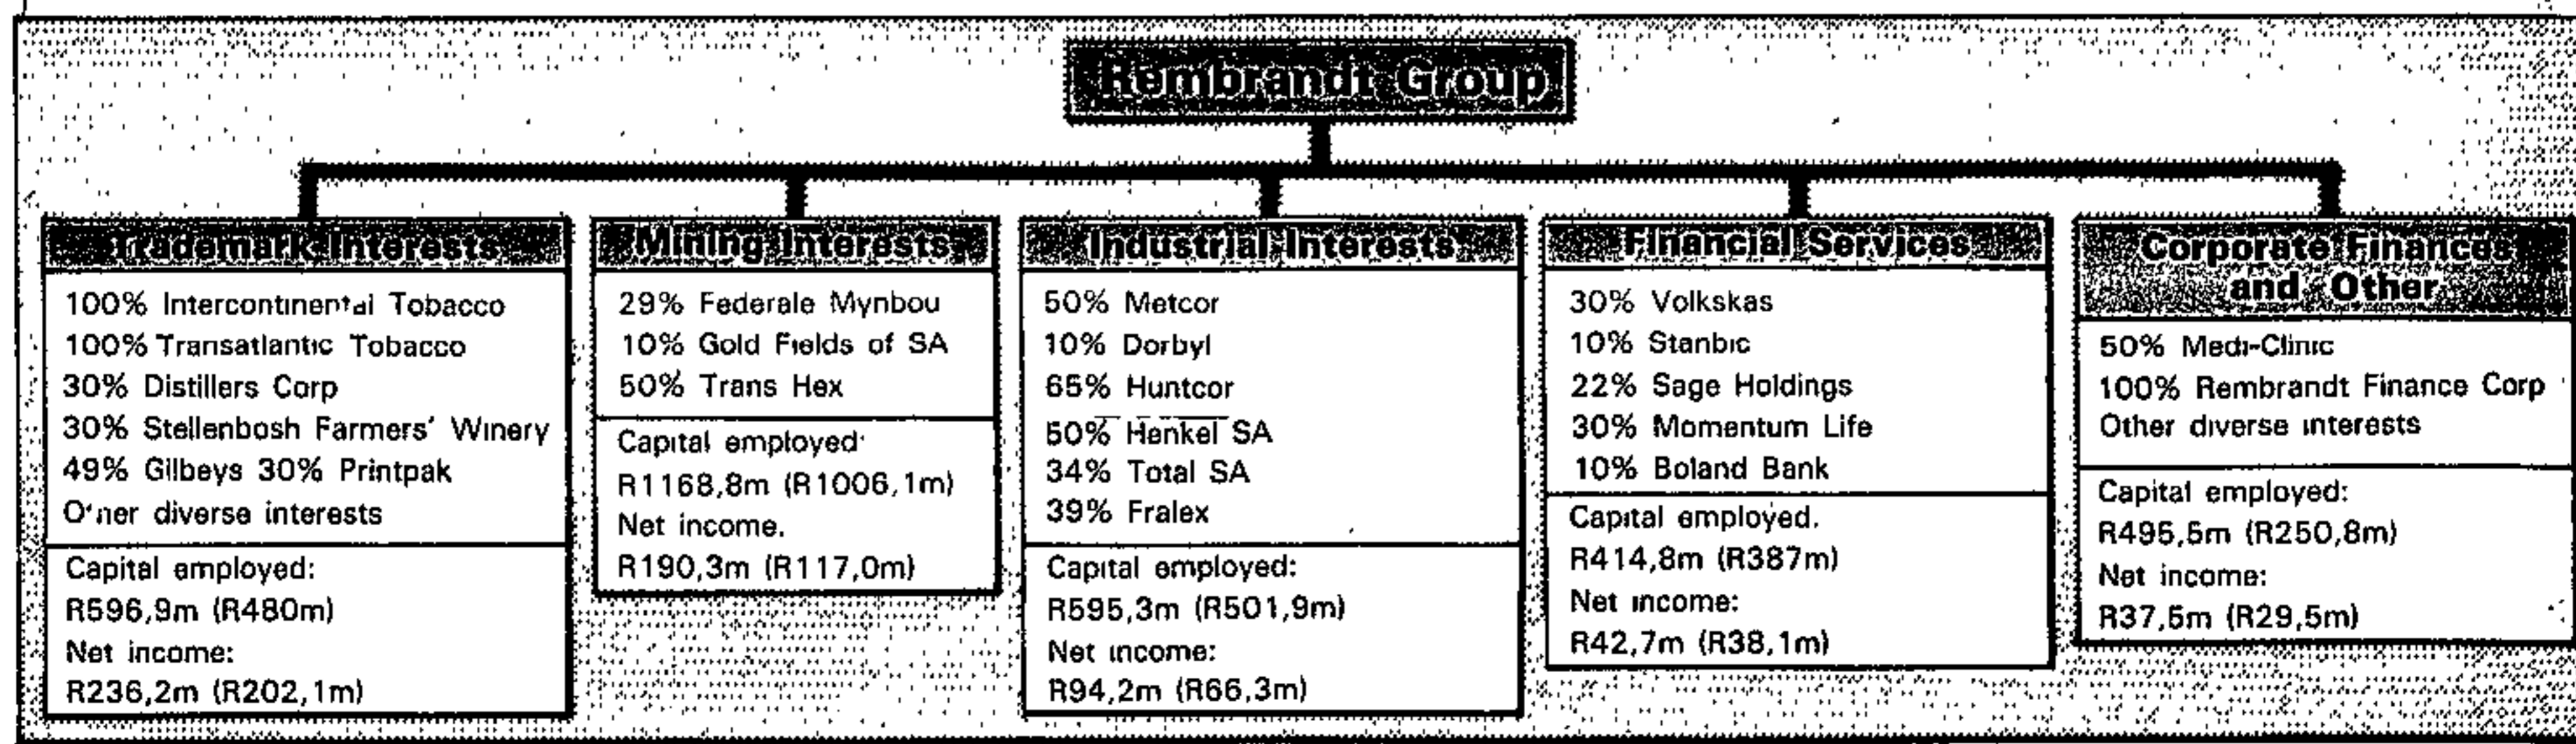 Rembrandt Group
Trademark Interests
100% Intercontinental Tobacco
100% Transatlantic Tobacco
30% Distillers Corp
30% Stellenbosh Farmers' Winery
49% Gilbeys 30% Printpak
O'ner diverse interests
Capital employed:
R596,9m (R480m)
Net income:
R236,2m (R202,1m)
Mining Interests
29% Federale Mynbou
10% Gold Fields of SA
50% Trans Hex
Capital employed
R1168,8m (R1006,1m)
Net income.
R190,3m (R117,0m)
Industrial Interests
50% Metcor
10% Dorbyl
65% Huntcor
50% Henkel SA
34% Total SA
39% Fralex
Capital employed:
R595,3m (R501,9m)
Net income:
R94,2m (R66,3m)
Financial Services
30% Volkskas
10% Stanbic
22% Sage Holdings
30% Momentum Life
10% Boland Bank
Capital employed.
R414,8m (R387m)
Net income:
R42,7m (R38,1m)
Corporate Finances
and Other
50% Medi-Clinic
100% Rembrandt Finance Corp
Other diverse interests
Capital employed:
R495,5m (R250,8m)
Net income:
R37,5m (R29,5m)